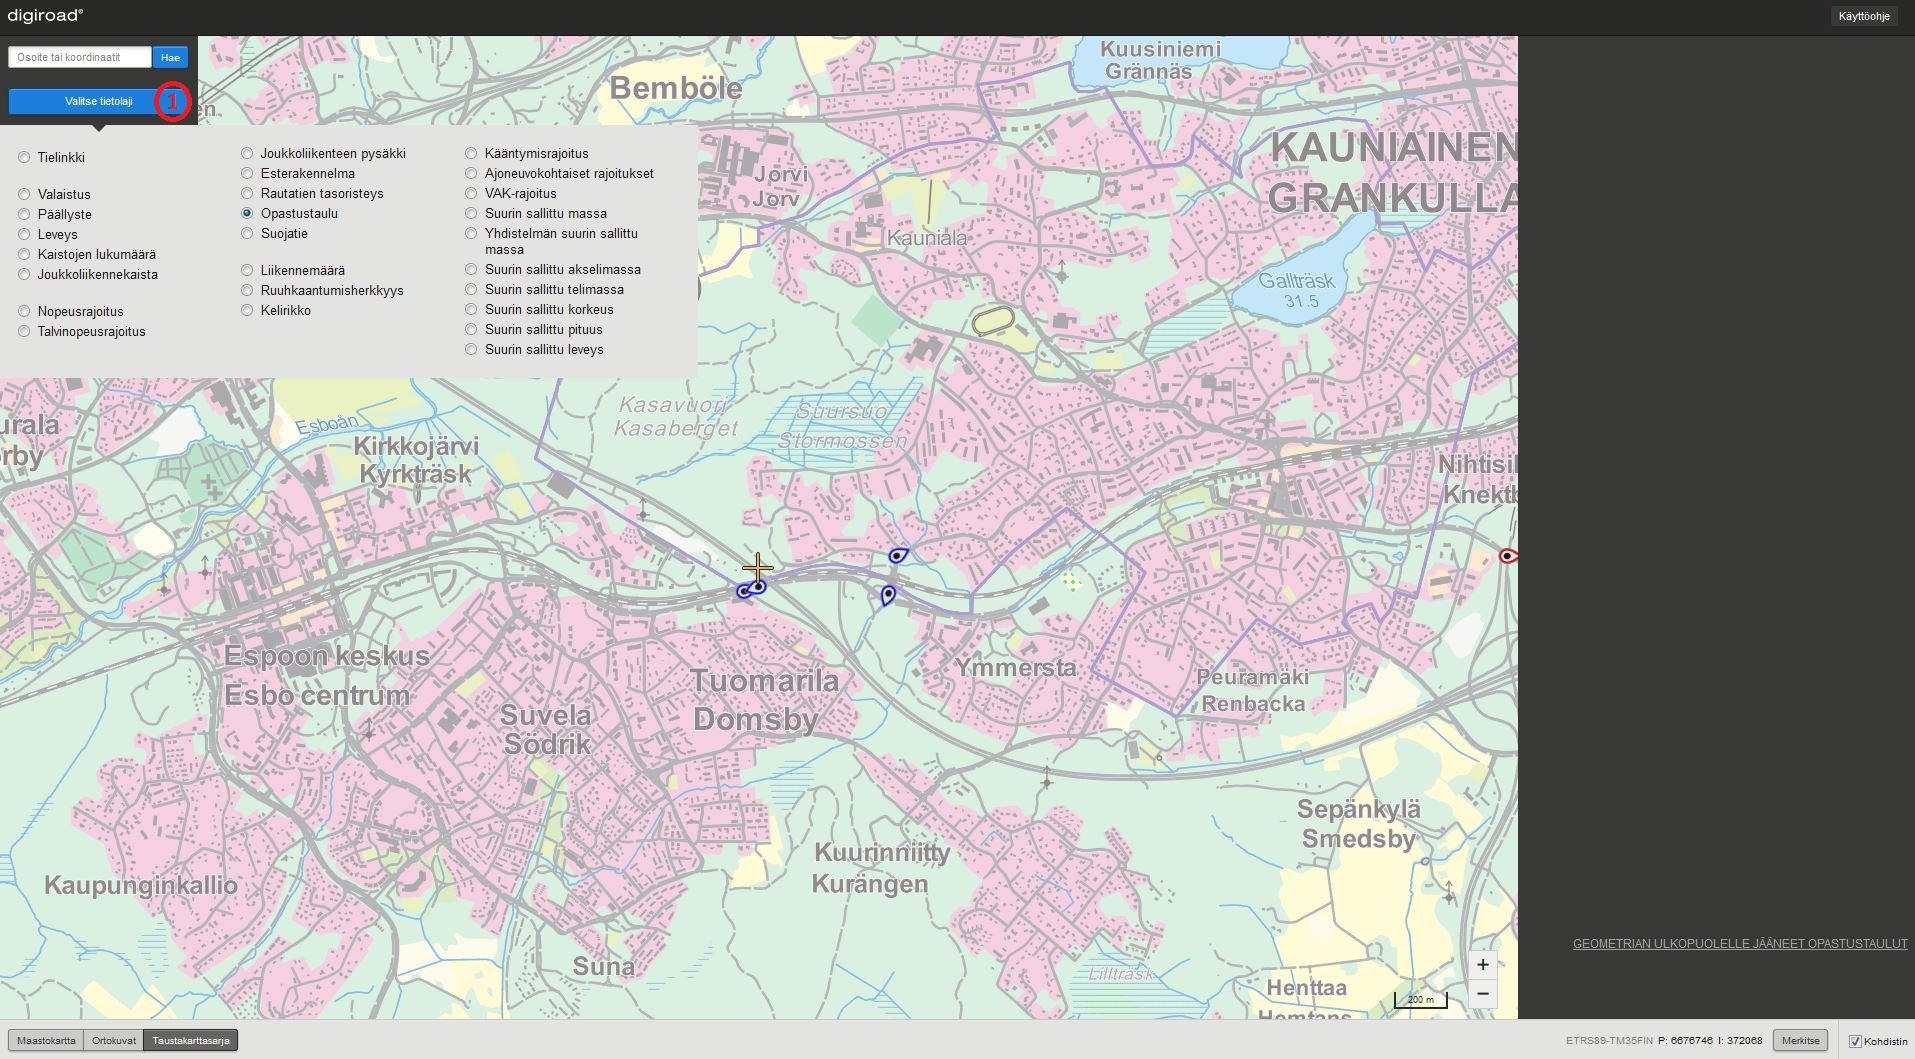 digiroad®
Käyttöohje
Osoite tai koordinaatit
Hae
Valitse tietolaji
1
Tielinkki
Valaistus
Päällyste
Leveys
Kaistojen lukumäärä
Joukkoliikennekaista
Nopeusrajoitus
Talvinopeusrajoitus
Joukkoliikenteen pysäkki
Esterakennelma
Rautatien tasoristeys
Opastustaulu
Suojatie
Liikennemäärä
Ruuhkaantumisherkkyys
Kelirikko
Kääntymisrajoitus
Ajoneuvokohtaiset rajoitukset
VAK-rajoitus
Suurin sallittu massa
Yhdistelmän suurin sallittu
massa
Suurin sallittu akselimassa
Suurin sallittu telimassa
Suurin sallittu korkeus
Suurin sallittu pituus
Suurin sallittu leveys
en
Bemböle
Kuusiniemi
Grännäs
KAUNIAINEN
GRANKULLA
Jorvi
Jorv
Kauniala
Gallträsk
31.5
Kasavuori
Kasaberget
Suursuo
Stormossen
Esboån
urala
rby
Kirkkojärvi
Kyrkträsk
Nihtisil
Knektb
Espoon keskus
Esbo centrum
Tuomarila
Domsby
Ymmersta
Peuramäki
Renbacka
Suvela
Södrik
Sepänkylä
Smedsby
Kuurinniitty
Kurängen
Kaupunginkallio
Suna
Lillträsk
Henttaa
Hemtans
+
−
200 m
GEOMETRIAN ULKOPUOLELLE JÄÄNEET OPASTUSTAULUT
Maastokartta
Ortokuvat
Taustakarttasarja
ETRS89-TM35FIN P: 6676746 I: 372068
Merkitse
Kohdistin